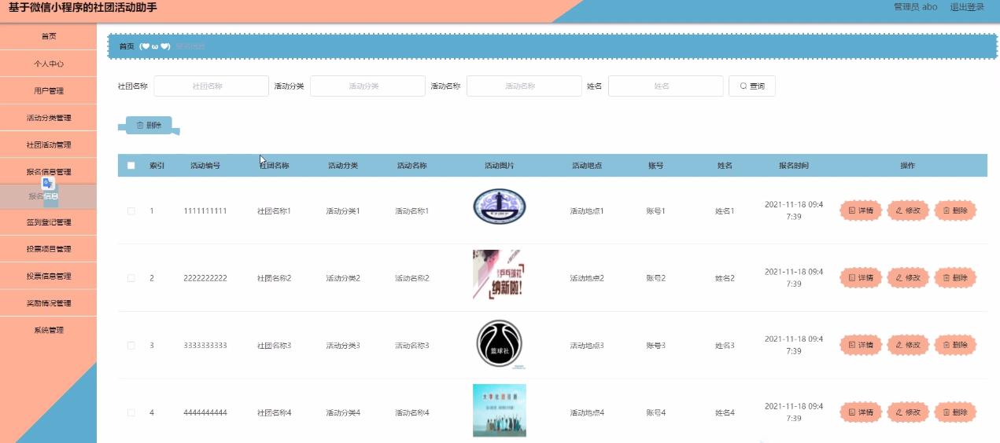 基于微信小程序的社团活动助手
管理员 abo 退出登录
首页
个人中心
用户管理
活动分类管理
社团活动管理
报名信息管理
报名信息
签到登记管理
投票项目管理
投票信息管理
奖励情况管理
系统管理
首页 (♥ω♥) 报名信息
社团名称 社团名称 活动分类 活动分类 活动名称 活动名称 姓名 姓名 查询
删除
索引 活动编号 社团名称 活动分类 活动名称 活动图片 活动地点 账号 姓名 报名时间 操作
1 1111111111 社团名称1 活动分类1 活动名称1 活动地点1 账号1 姓名1 2021-11-18 09:4
7:39 详情 修改 删除
2 2222222222 社团名称2 活动分类2 活动名称2 乒乓球社 活动地点2 账号2 姓名2 2021-11-18 09:4
纳新啦!
7:39 详情 修改 删除
3 3333333333 社团名称3 活动分类3 活动名称3 篮球社 活动地点3 账号3 姓名3 2021-11-18 09:4
7:39 详情 修改 删除
4 4444444444 社团名称4 活动分类4 活动名称4 活动地点4 账号4 姓名4 2021-11-18 09:4
7:39 详情 修改 删除